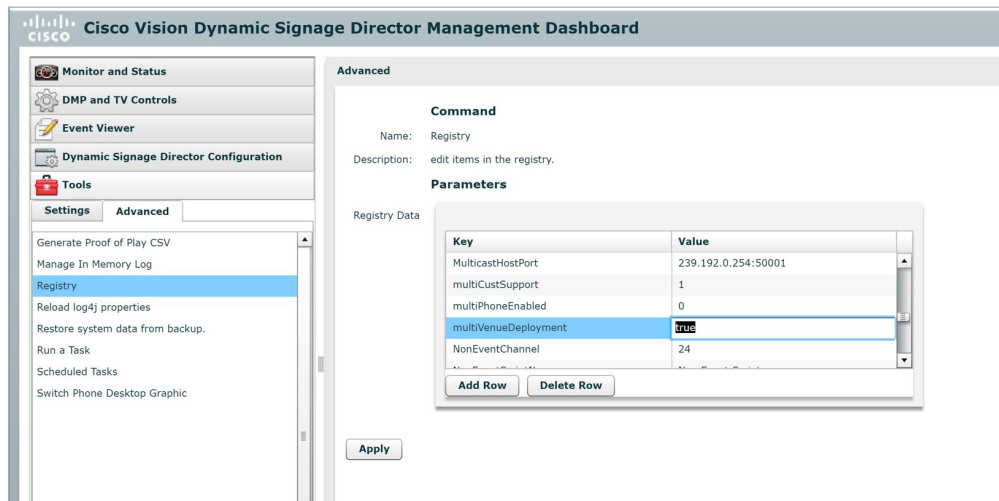 CISCO
Cisco Vision Dynamic Signage Director Management Dashboard
Monitor and Status
DMP and TV Controls
Event Viewer
Dynamic Signage Director Configuration
Tools
Settings
Advanced
Generate Proof of Play CSV
Manage In Memory Log
Registry
Reload log4j properties
Restore system data from backup.
Run a Task
Scheduled Tasks
Switch Phone Desktop Graphic
Advanced
Command
Name: Registry
Description: edit items in the registry.
Parameters
Registry Data
Key Value
MulticastHostPort 239.192.0.254:50001
multiCustSupport 1
multiPhoneEnabled 0
multiVenueDeployment true
NonEventChannel 24
Add Row Delete Row
Apply